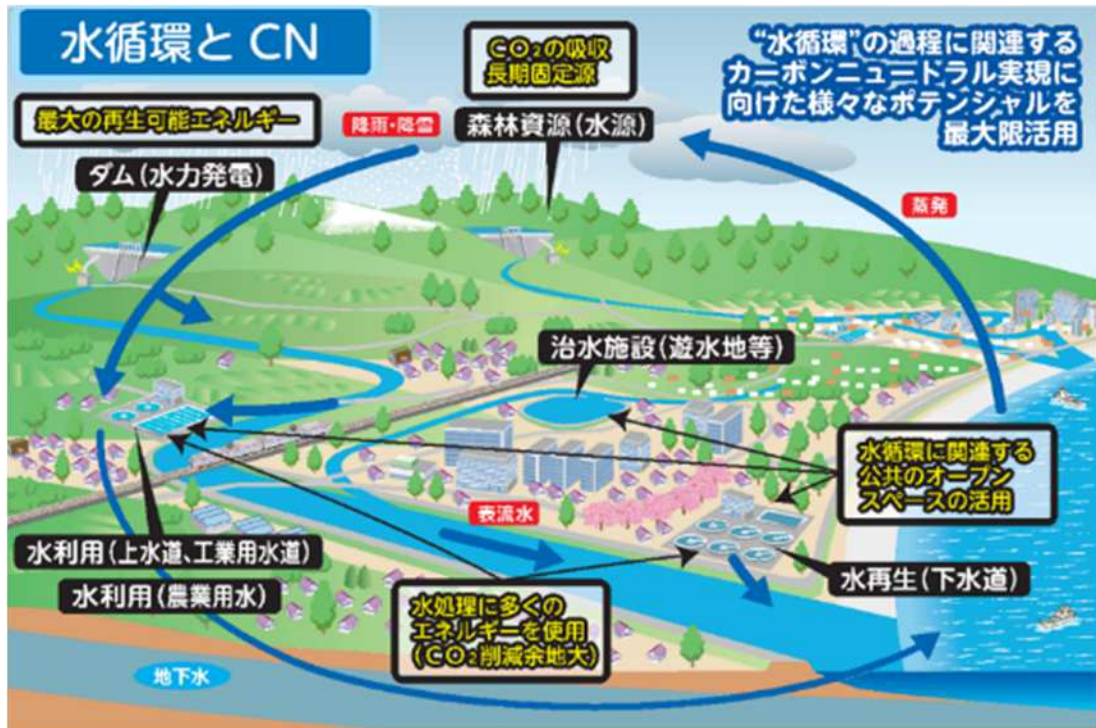 水循環とCN
CO₂の吸収
長期固定源
“水循環”の過程に関連する
カーボンニュートラル実現に
向けた様々なポテンシャルを
最大限活用
最大の再生可能エネルギー
降雨・降雪
森林資源(水源)
ダム(水力発電)
蒸発
治水施設(遊水地等)
水循環に関連する
公共のオープン
スペースの活用
表流水
水利用(上水道、工業用水道)
水利用(農業用水)
水処理に多くの
エネルギーを使用
(CO₂削減余地大)
水再生(下水道)
地下水